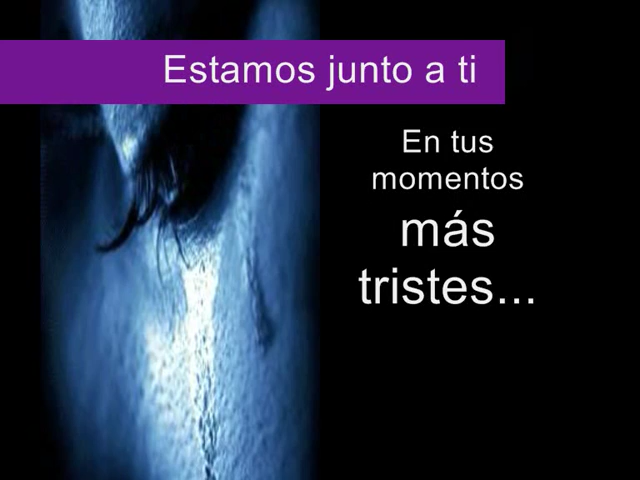 Estamos junto a ti
En tus
momentos
más
tristes...